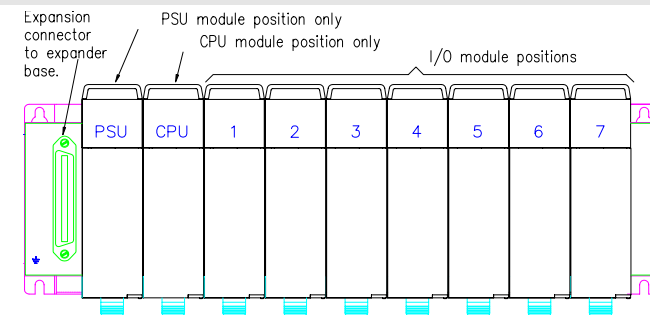 Expansion
connector
to expander
base.
PSU module position only
CPU module position only
I/O module positions
PSU CPU 1 2 3 4 5 6 7